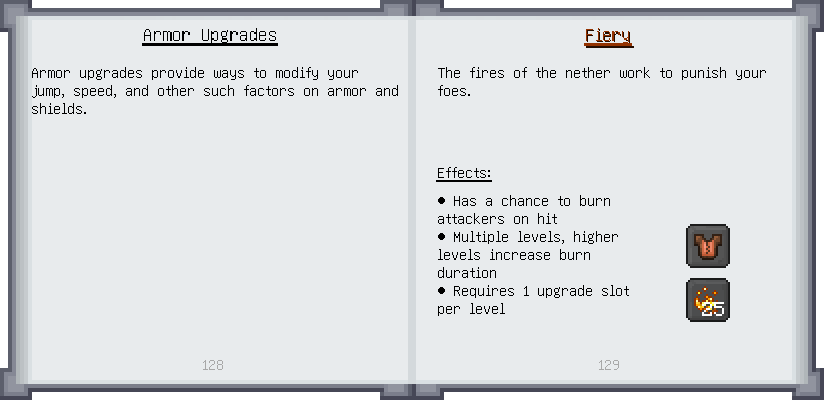 Armor Upgrades
Armor upgrades provide ways to modify your
jump, speed, and other such factors on armor and
shields.
128
Fiery
The fires of the nether work to punish your
foes.
Effects:
● Has a chance to burn
attackers on hit
● Multiple levels, higher
levels increase burn
duration
● Requires 1 upgrade slot
per level
25
129